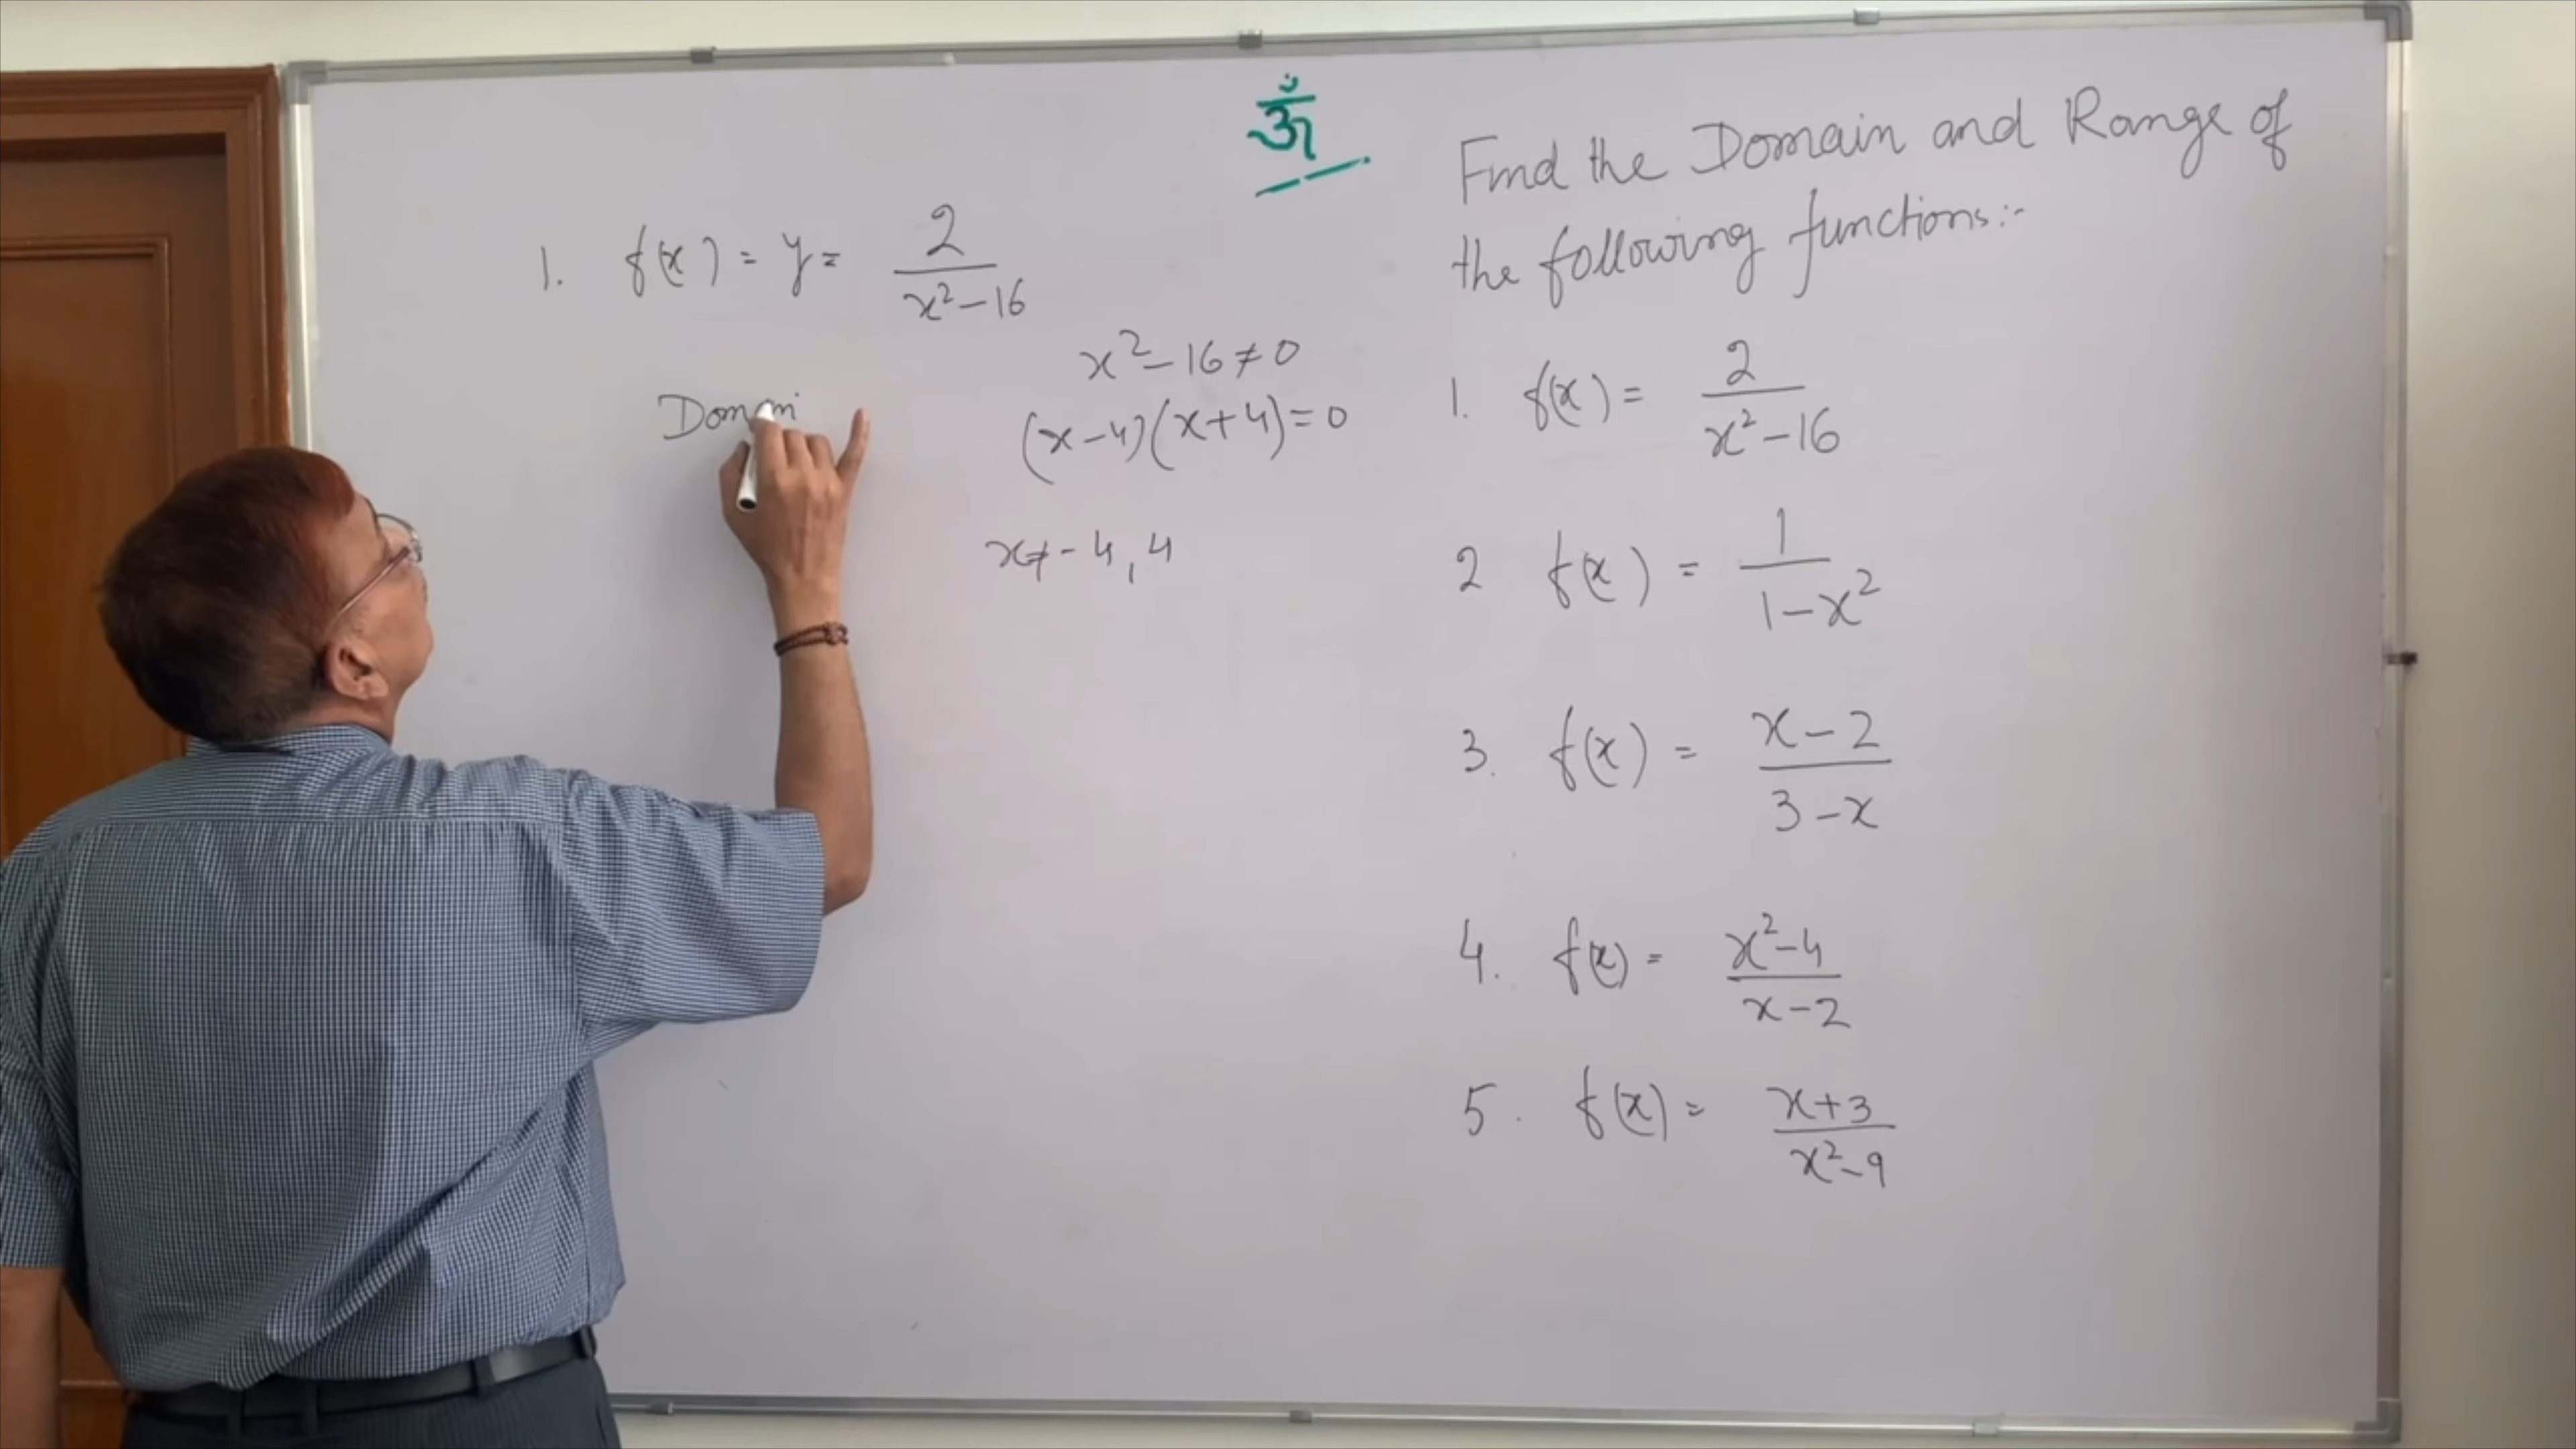 ॐ
1. f(x) = y = 2/(x²-16)
x²-16≠0
(x-4)(x+4)=0
x≠-4,4
Domai
Find the Domain and Range of
the following functions:-
1. f(x) = 2/(x²-16)
2 f(x) = 1/(1-x²)
3. f(x) = (x-2)/(3-x)
4. f(x) = (x²-4)/(x-2)
5. f(x) = (x+3)/(x²-9)